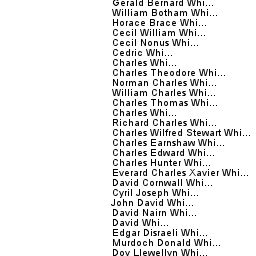 Gerald Bernard Whi...
William Botham Whi...
Horace Brace Whi...
Cecil William Whi...
Cecil Nonus Whi...
Cedric Whi...
Charles Whi...
Charles Theodore Whi...
Norman Charles Whi...
William Charles Whi...
Charles Thomas Whi...
Charles Whi...
Richard Charles Whi...
Charles Wilfred Stewart Whi...
Charles Earnshaw Whi...
Charles Edward Whi...
Charles Hunter Whi...
Everard Charles Xavier Whi...
David Cornwall Whi...
Cyril Joseph Whi...
John David Whi...
David Nairn Whi...
David Whi...
Edgar Disraeli Whi...
Murdoch Donald Whi...
Dov Llewellyn Whi...